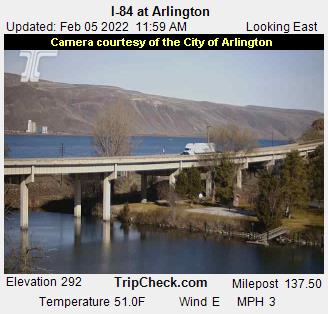 I-84 at Arlington
Updated: Feb 05 2022 11:59 AM Looking East
Camera courtesy of the City of Arlington
Elevation 292 TripCheck.com Milepost 137.50
Temperature 51.0F Wind E MPH 3